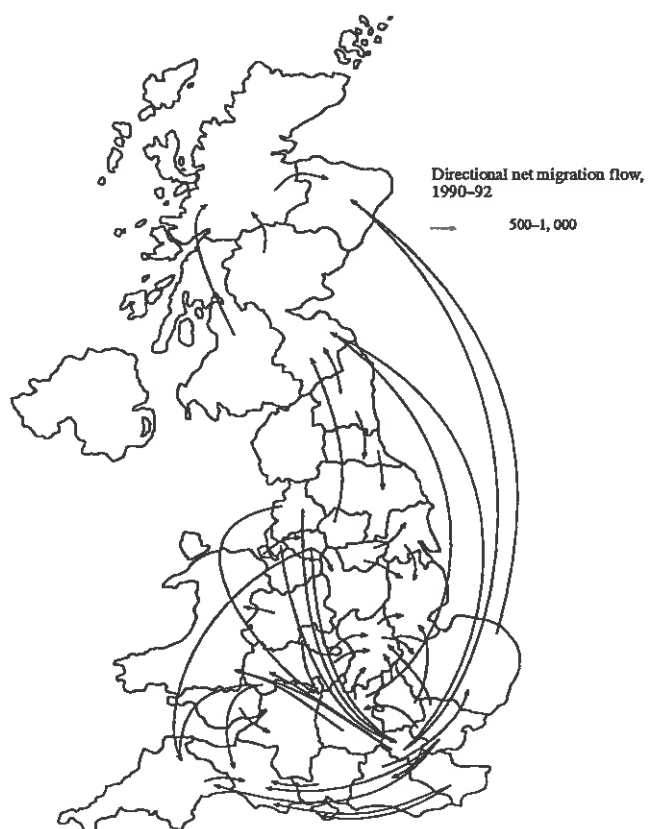 Directional net migration flow,
1990–92
500–1, 000